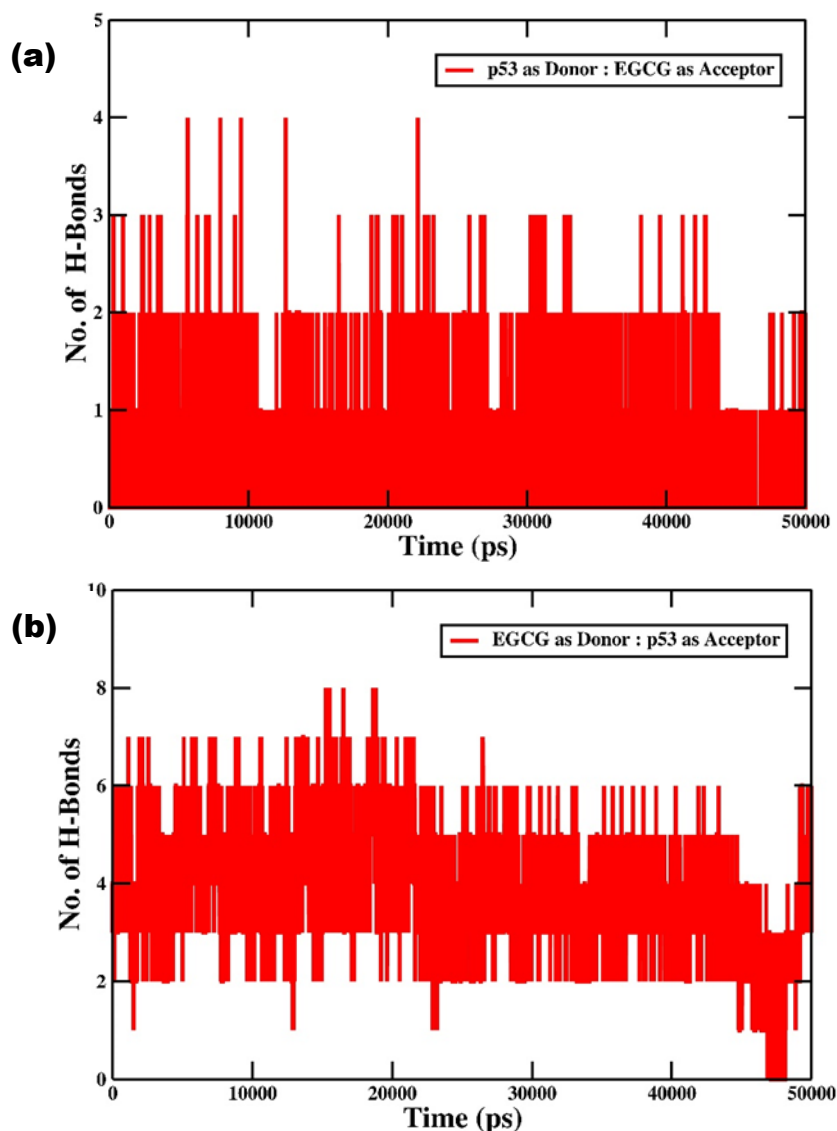 (a)
5
p53 as Donor : EGCG as Acceptor
4
3
No. of H-Bonds
2
1
0
0 10000 20000 30000 40000 50000
Time (ps)
(b)
10
EGCG as Donor : p53 as Acceptor
8
6
No. of H-Bonds
4
2
0
0 10000 20000 30000 40000 50000
Time (ps)